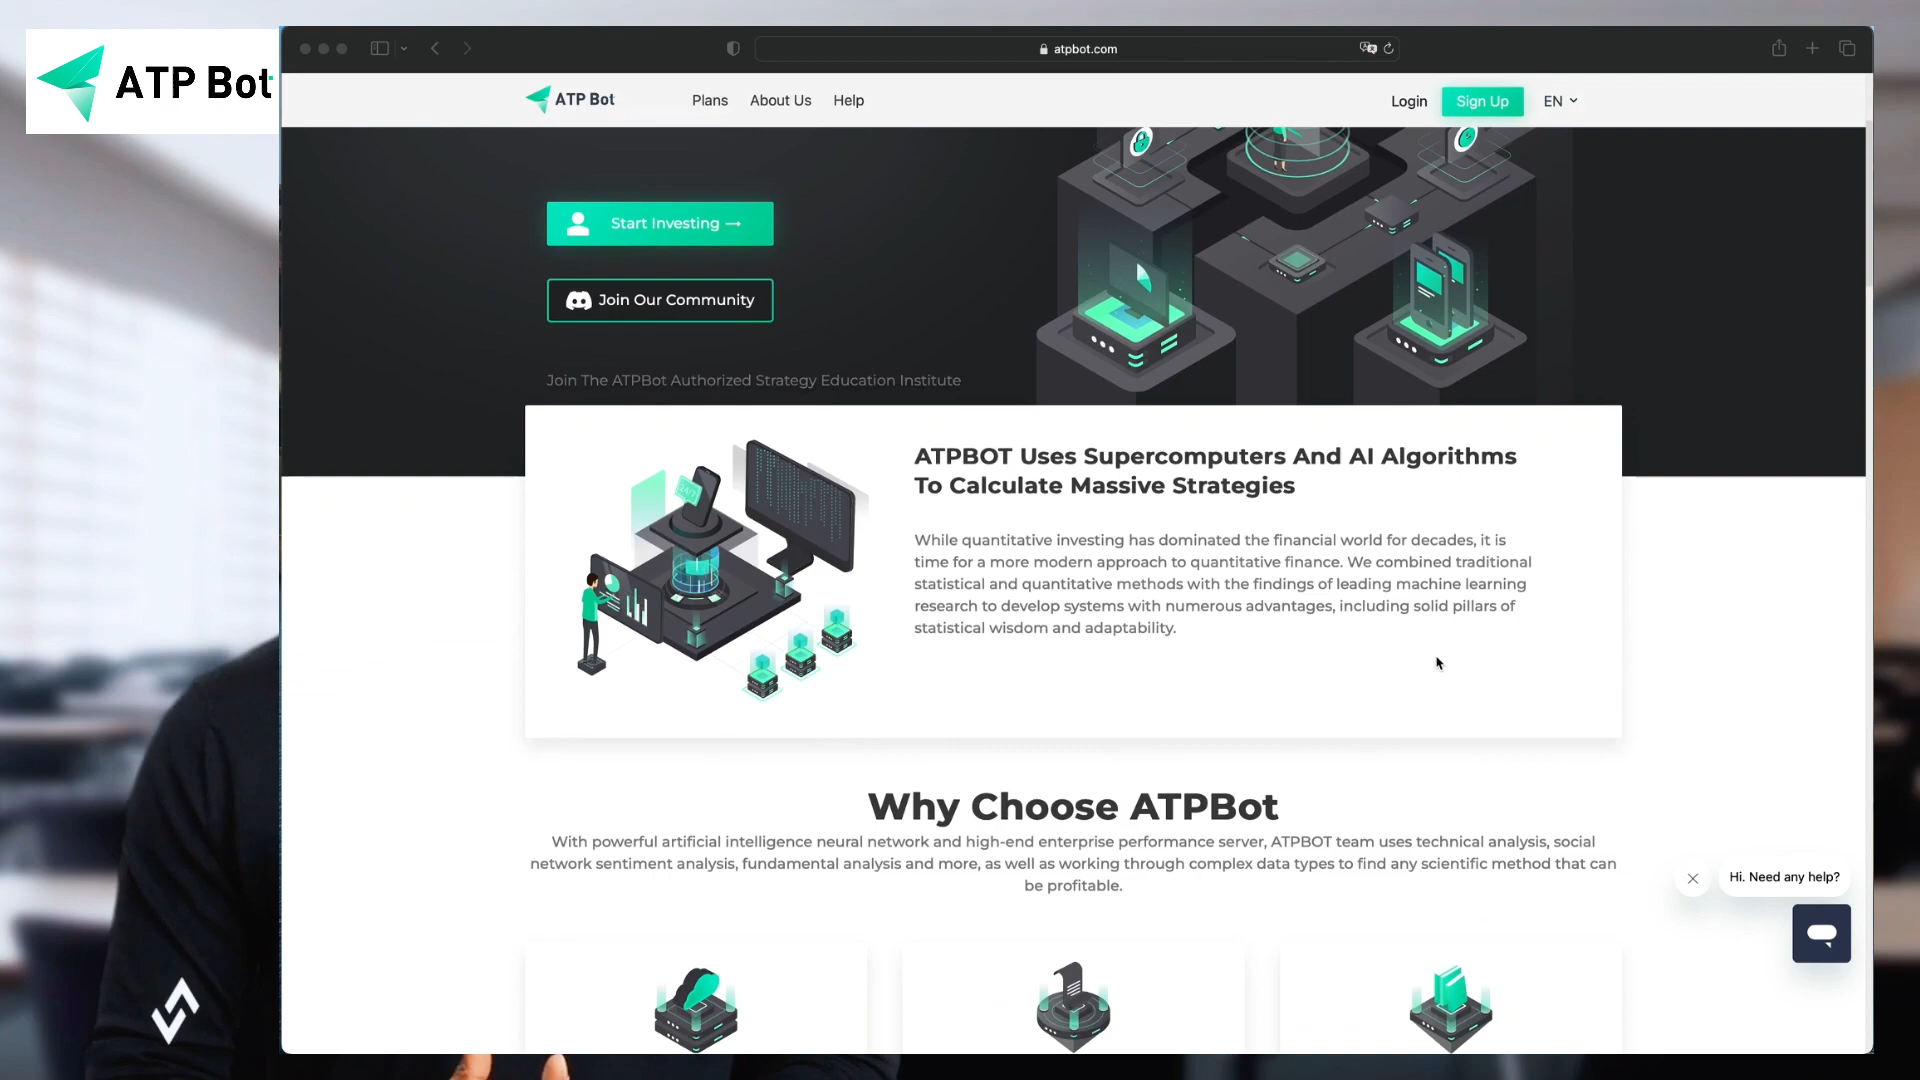 ATP Bot
atpbot.com
ATP Bot
Plans
About Us
Help
Login
Sign Up
EN
Start Investing →
Join Our Community
Join The ATPBot Authorized Strategy Education Institute
24/7
ATPBOT Uses Supercomputers And AI Algorithms
To Calculate Massive Strategies
While quantitative investing has dominated the financial world for decades, it is
time for a more modern approach to quantitative finance. We combined traditional
statistical and quantitative methods with the findings of leading machine learning
research to develop systems with numerous advantages, including solid pillars of
statistical wisdom and adaptability.
Why Choose ATPBot
With powerful artificial intelligence neural network and high-end enterprise performance server, ATPBOT team uses technical analysis, social
network sentiment analysis, fundamental analysis and more, as well as working through complex data types to find any scientific method that can
be profitable.
Hi. Need any help?